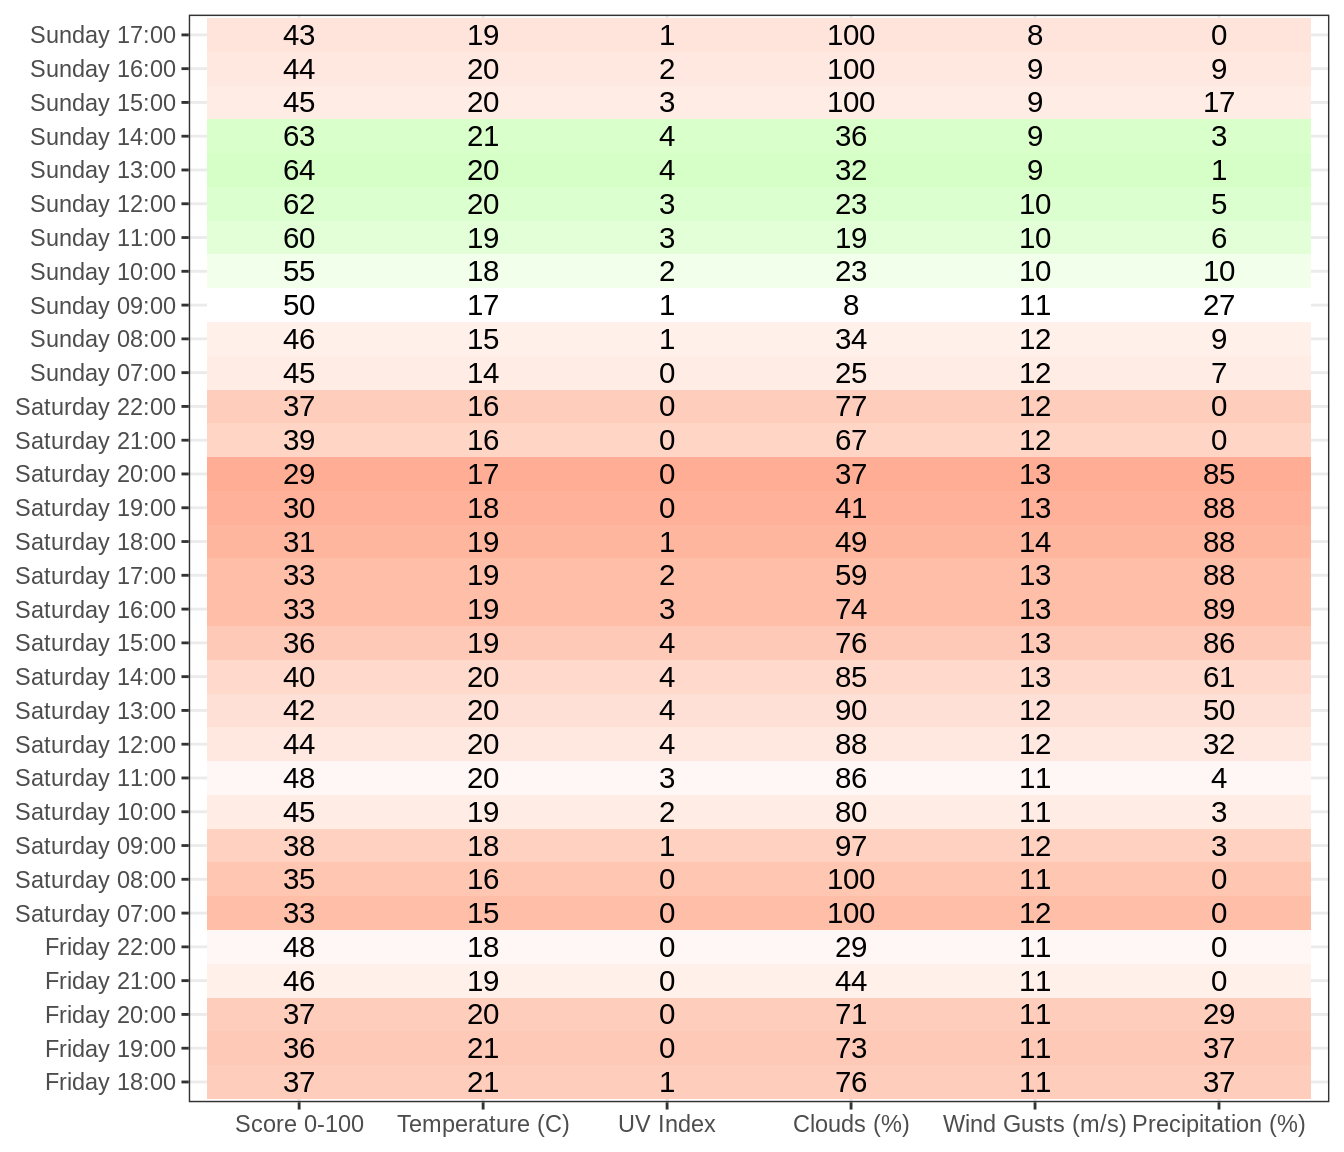 Sunday 17:00 43 19 1 100 8 0
Sunday 16:00 44 20 2 100 9 9
Sunday 15:00 45 20 3 100 9 17
Sunday 14:00 63 21 4 36 9 3
Sunday 13:00 64 20 4 32 9 1
Sunday 12:00 62 20 3 23 10 5
Sunday 11:00 60 19 3 19 10 6
Sunday 10:00 55 18 2 23 10 10
Sunday 09:00 50 17 1 8 11 27
Sunday 08:00 46 15 1 34 12 9
Sunday 07:00 45 14 0 25 12 7
Saturday 22:00 37 16 0 77 12 0
Saturday 21:00 39 16 0 67 12 0
Saturday 20:00 29 17 0 37 13 85
Saturday 19:00 30 18 0 41 13 88
Saturday 18:00 31 19 1 49 14 88
Saturday 17:00 33 19 2 59 13 88
Saturday 16:00 33 19 3 74 13 89
Saturday 15:00 36 19 4 76 13 86
Saturday 14:00 40 20 4 85 13 61
Saturday 13:00 42 20 4 90 12 50
Saturday 12:00 44 20 4 88 12 32
Saturday 11:00 48 20 3 86 11 4
Saturday 10:00 45 19 2 80 11 3
Saturday 09:00 38 18 1 97 12 3
Saturday 08:00 35 16 0 100 11 0
Saturday 07:00 33 15 0 100 12 0
Friday 22:00 48 18 0 29 11 0
Friday 21:00 46 19 0 44 11 0
Friday 20:00 37 20 0 71 11 29
Friday 19:00 36 21 0 73 11 37
Friday 18:00 37 21 1 76 11 37
Score 0-100 Temperature (C) UV Index Clouds (%) Wind Gusts (m/s) Precipitation (%)